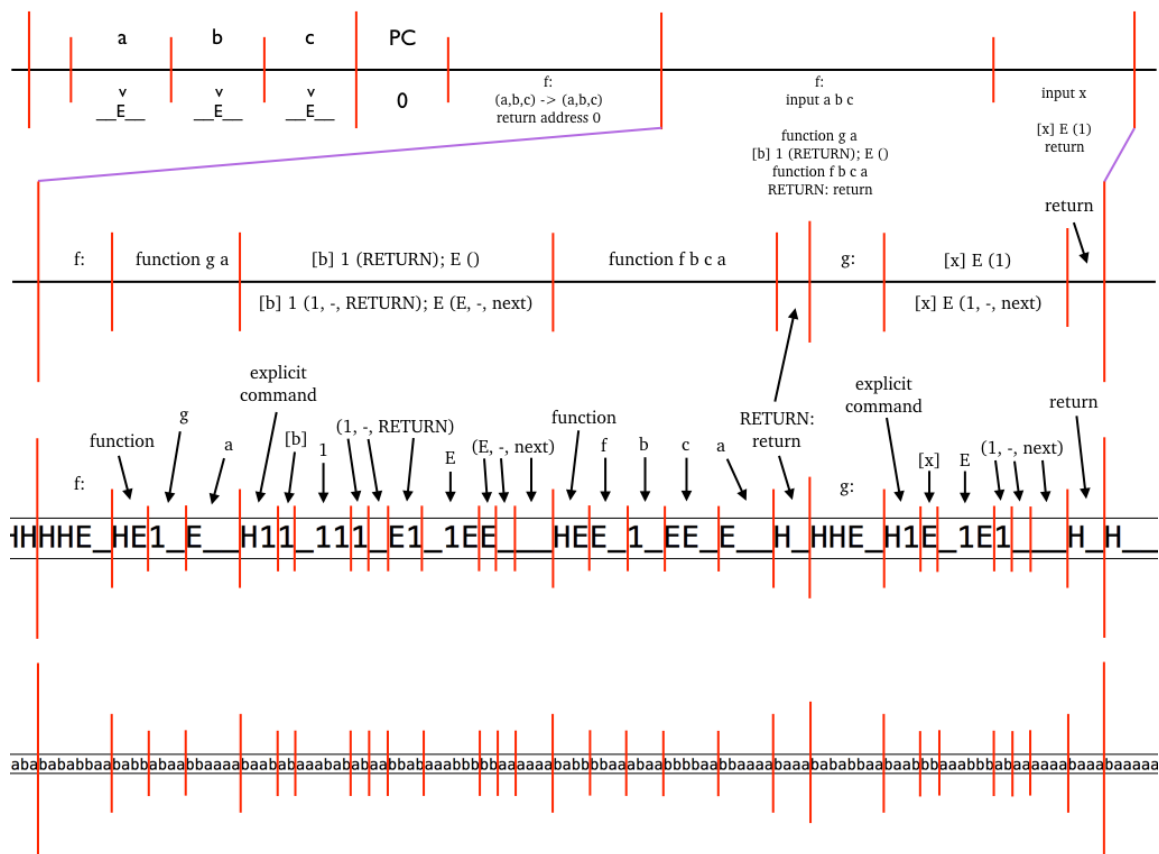 a b c PC
v v v
__E__ __E__ __E__ 0
f:
(a,b,c) -> (a,b,c)
return address 0
f:
input a b c
function g a
[b] 1 (RETURN); E ()
function f b c a
RETURN: return
input x
[x] E (1)
return
return
f: function g a [b] 1 (RETURN); E () function f b c a g: [x] E (1)
[b] 1 (1, -, RETURN); E (E, -, next) [x] E (1, -, next)
explicit
command
explicit
command
function g a [b] 1 (1, -, RETURN) E (E, -, next) function f b c a
RETURN:
return
[x] E (1, -, next) return
f: g:
HHHHE_HE1_E__H11_111_E1_1EE___HEE_1_EE_E__H_HHE_H1E_1E1___H_H__
abababababbaababbabaabbaaaabaababaaabababaabbabaaabbbbbaaaaaababbbbaaabaabbbbaabbaaaabaaabababbaabaabbbaaabbbabaaaaaabaaabaaaaa